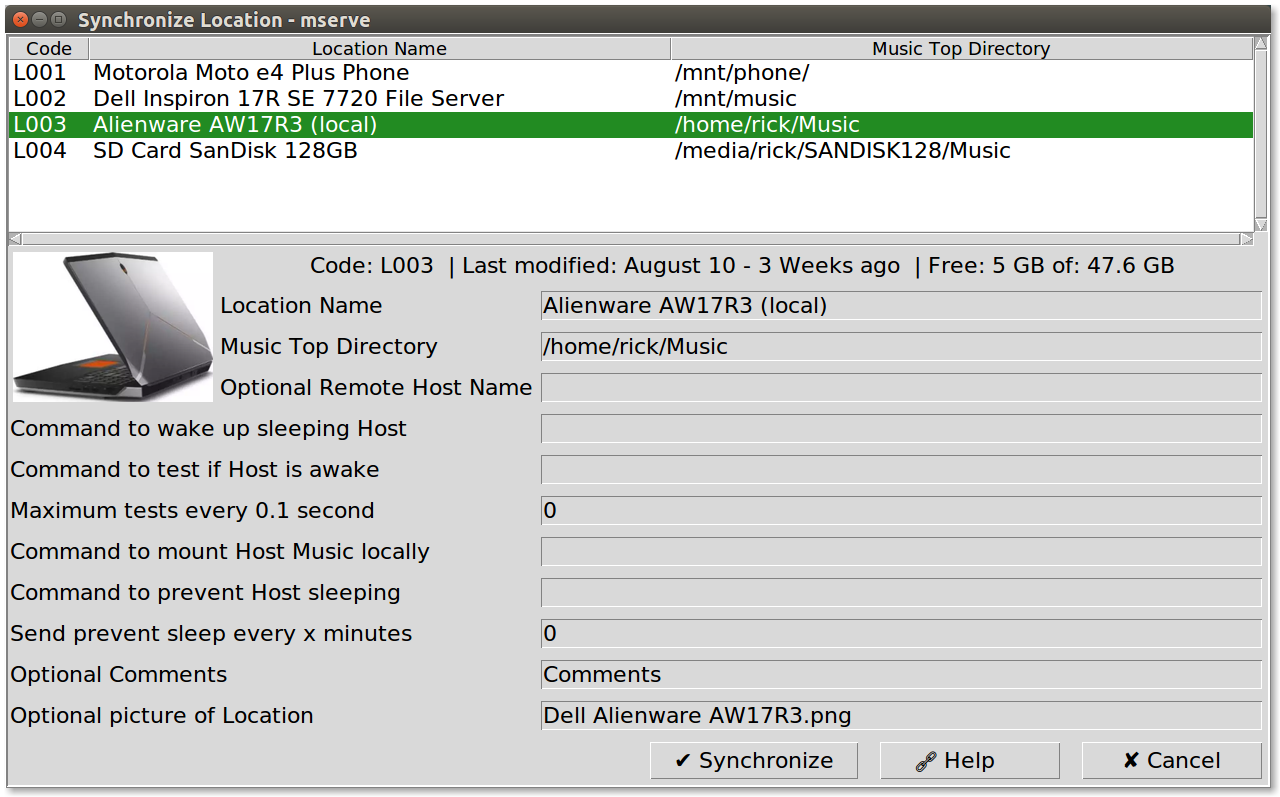 Synchronize Location - mserve
Code Location Name Music Top Directory
L001 Motorola Moto e4 Plus Phone /mnt/phone/
L002 Dell Inspiron 17R SE 7720 File Server /mnt/music
L003 Alienware AW17R3 (local) /home/rick/Music
L004 SD Card SanDisk 128GB /media/rick/SANDISK128/Music
Code: L003 | Last modified: August 10 - 3 Weeks ago | Free: 5 GB of: 47.6 GB
Location Name Alienware AW17R3 (local)
Music Top Directory /home/rick/Music
Optional Remote Host Name
Command to wake up sleeping Host
Command to test if Host is awake
Maximum tests every 0.1 second 0
Command to mount Host Music locally
Command to prevent Host sleeping
Send prevent sleep every x minutes 0
Optional Comments Comments
Optional picture of Location Dell Alienware AW17R3.png
✔ Synchronize 🔗 Help ✘ Cancel